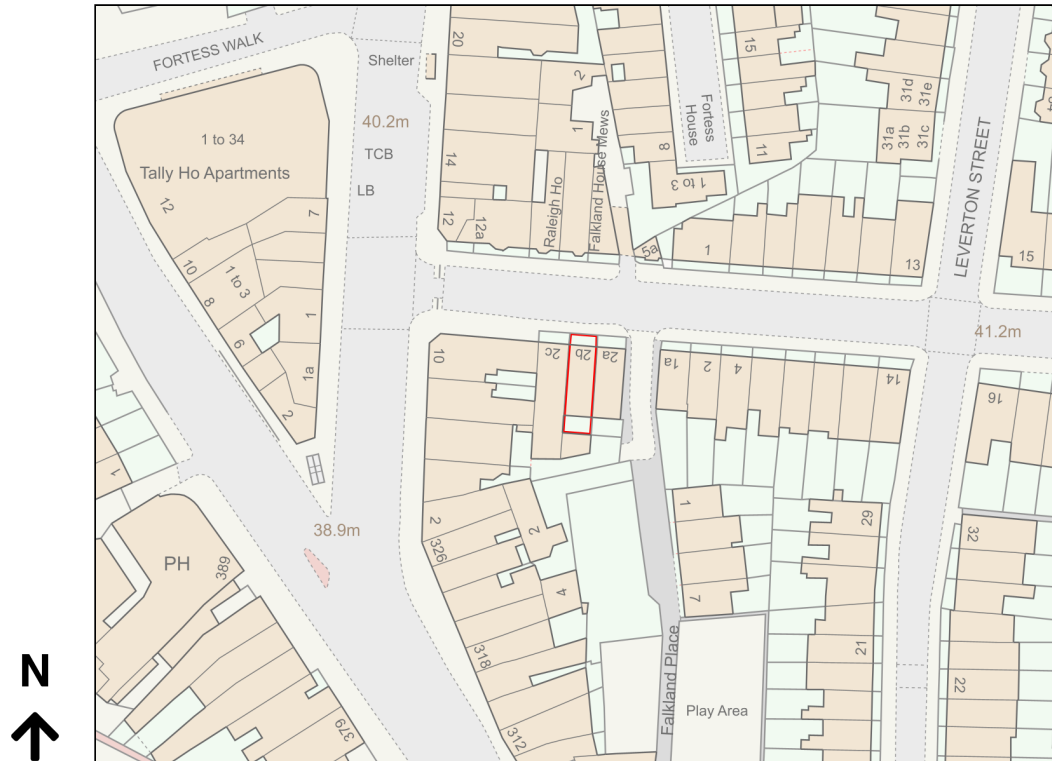 FORTESS WALK
Shelter
20
2
15
31d
31e
31a
31b
31c
40.2m
TCB
LB
1 to 34
Tally Ho Apartments
12
7
14
1
8
Fortess
House
11
1 to 3
12
12a
Raleigh Ho
Falkland House Mews
5a
1
13
LEVERTON STREET
15
10
1 to 3
8
6
1
1a
2
41.2m
10
2c
2b
2a
1a
2
4
14
16
1
38.9m
2
326
2
1
29
32
PH
389
4
7
318
21
22
Falkland Place
Play Area
312
379
N